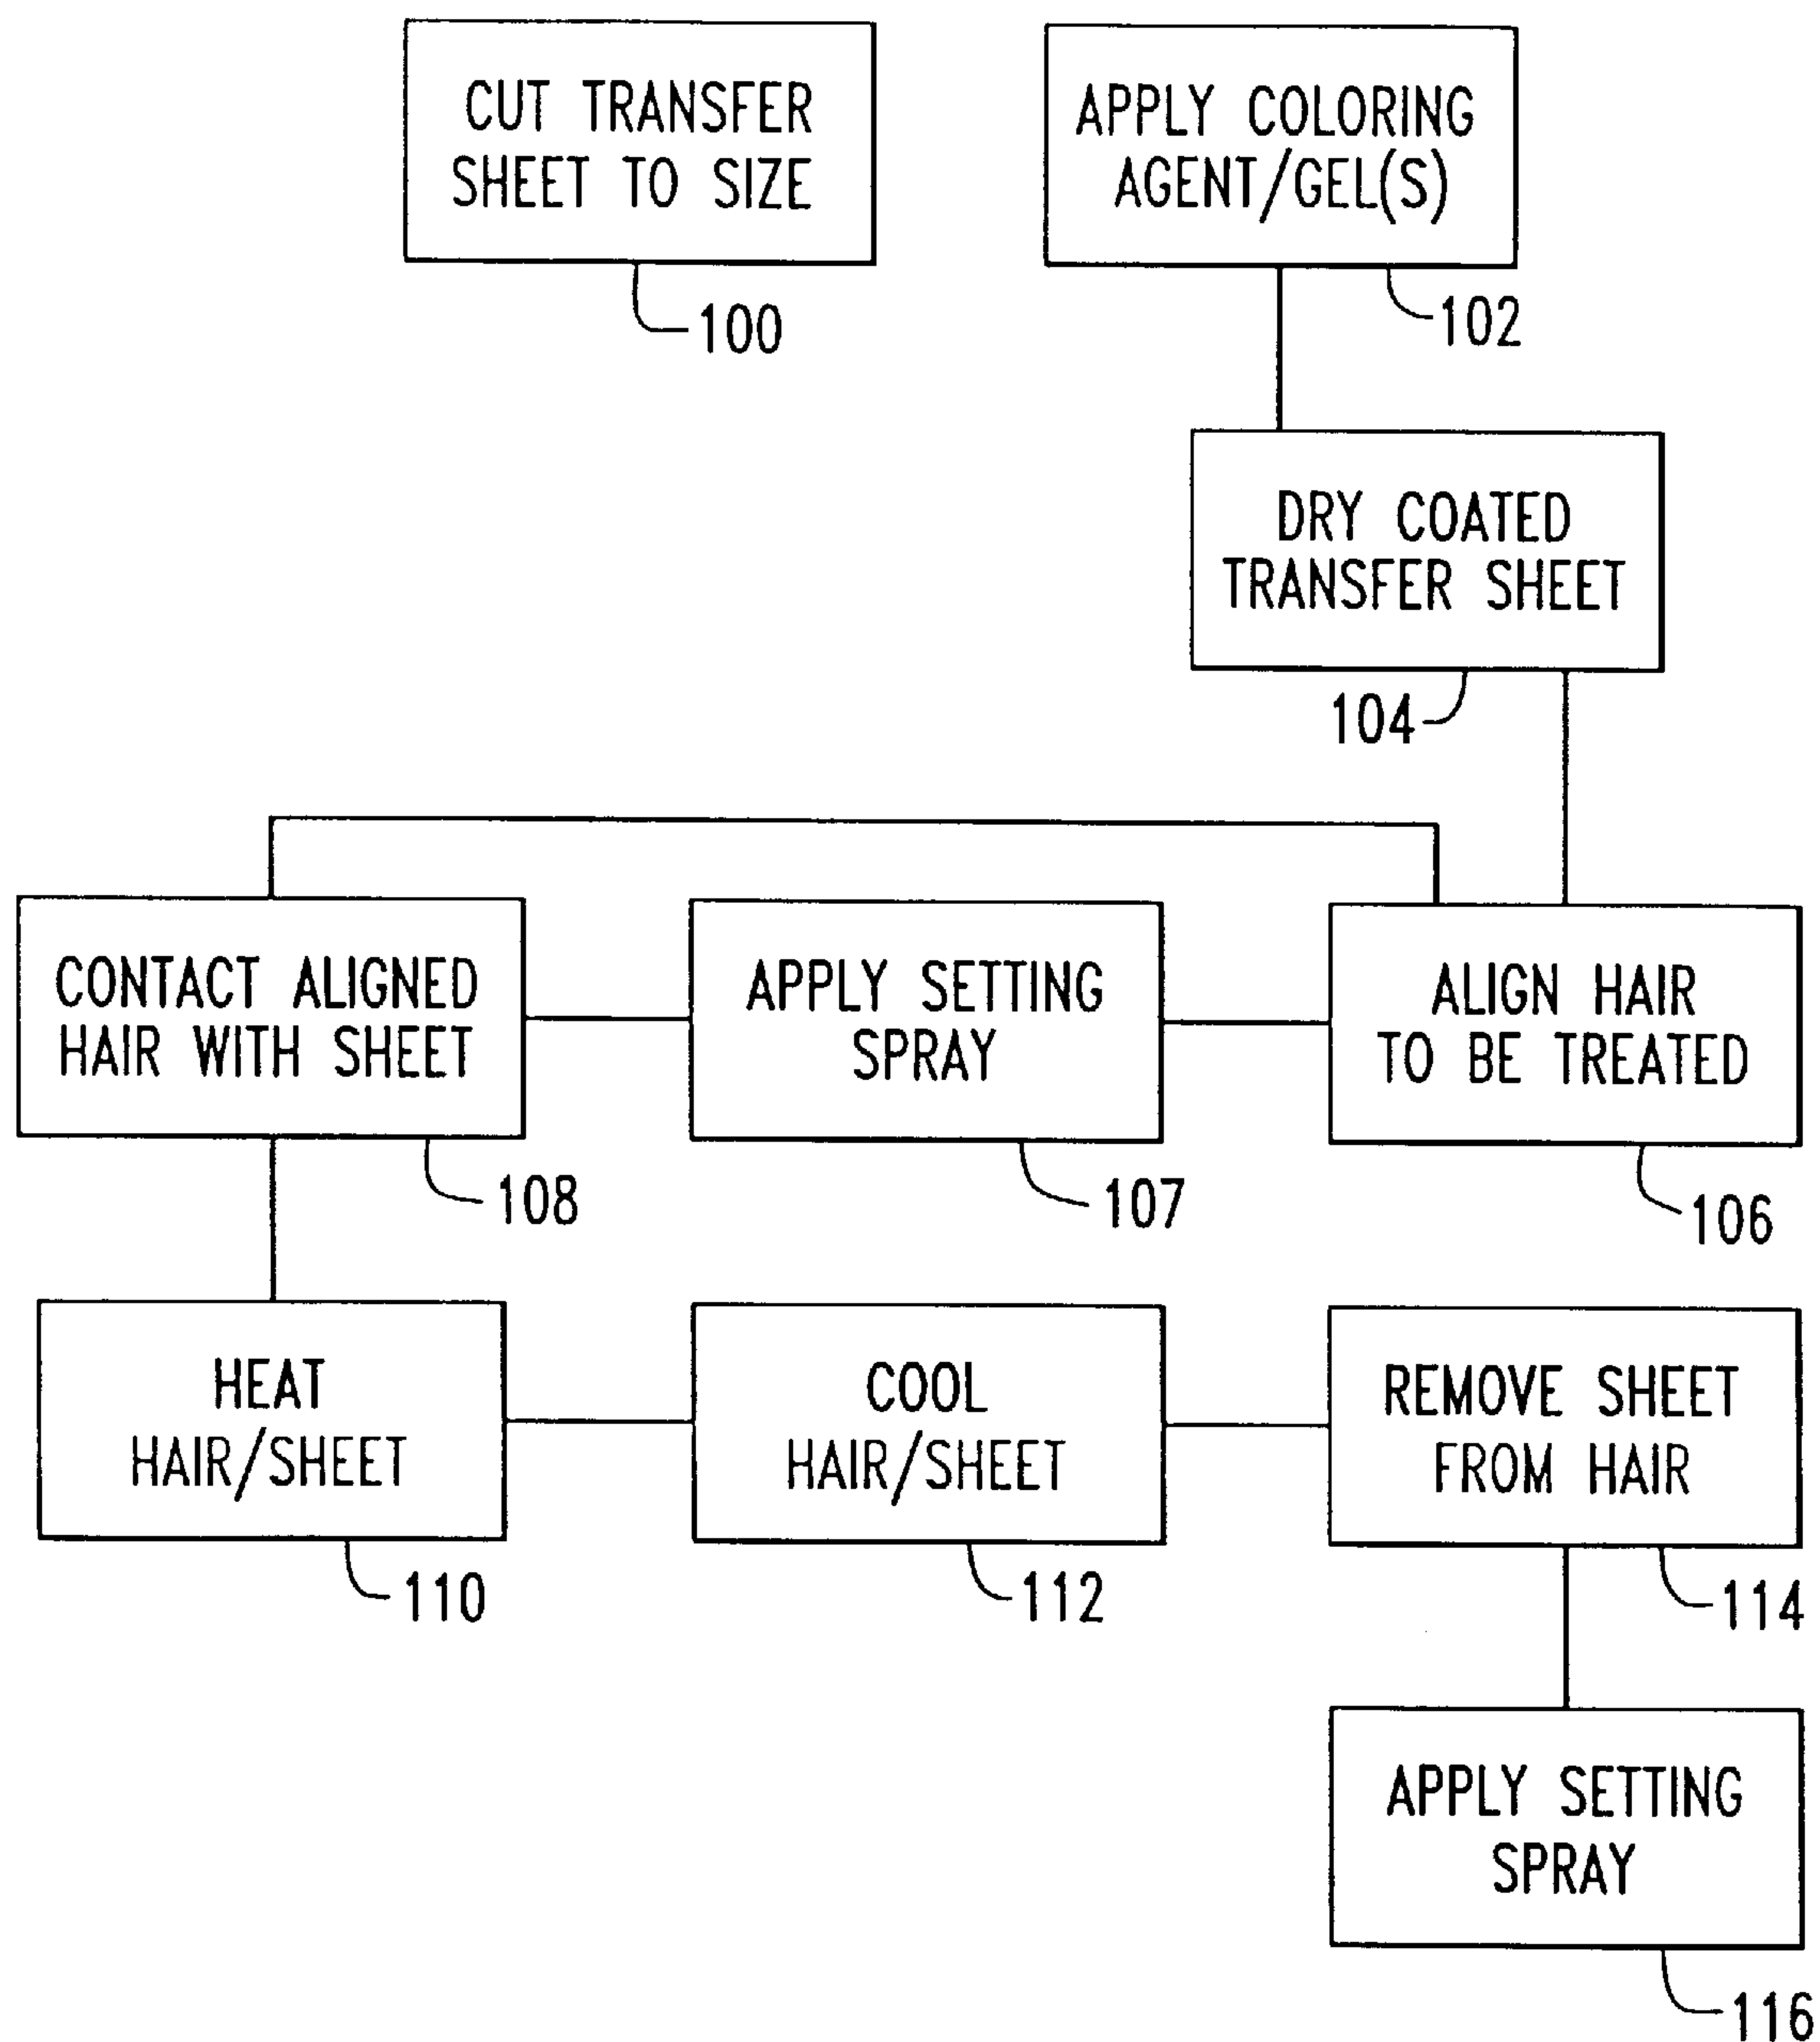 CUT TRANSFER
SHEET TO SIZE
100
APPLY COLORING
AGENT/GEL(S)
102
DRY COATED
TRANSFER SHEET
104
CONTACT ALIGNED
HAIR WITH SHEET
108
APPLY SETTING
SPRAY
107
ALIGN HAIR
TO BE TREATED
106
HEAT
HAIR/SHEET
110
COOL
HAIR/SHEET
112
REMOVE SHEET
FROM HAIR
114
APPLY SETTING
SPRAY
116